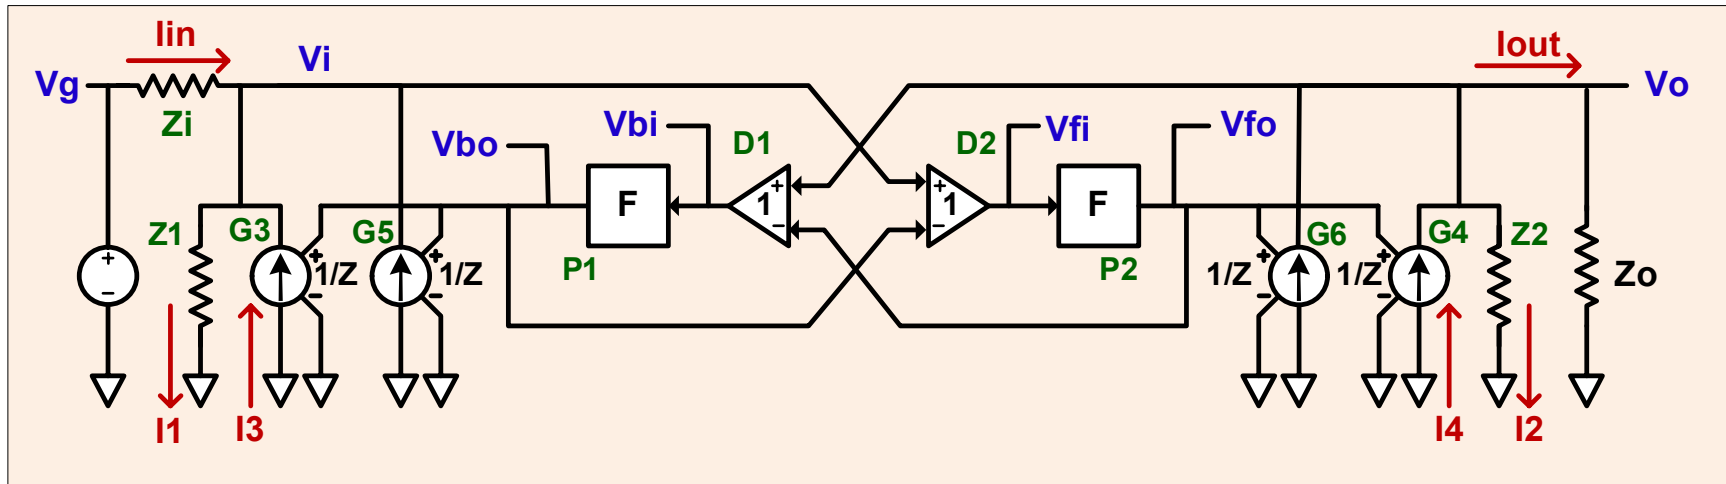 Iin
Iout
Vg
Vi
Vo
Zi
Vbo
Vbi
D1
D2
Vfi
Vfo
F
1
+
−
+
−
1
F
Z1
G3
G5
G6
G4
Z2
+
−
+
1/Z
+
−
1/Z
P1
P2
1/Z
+
−
1/Z
+
−
Zo
I1
I3
I4
I2